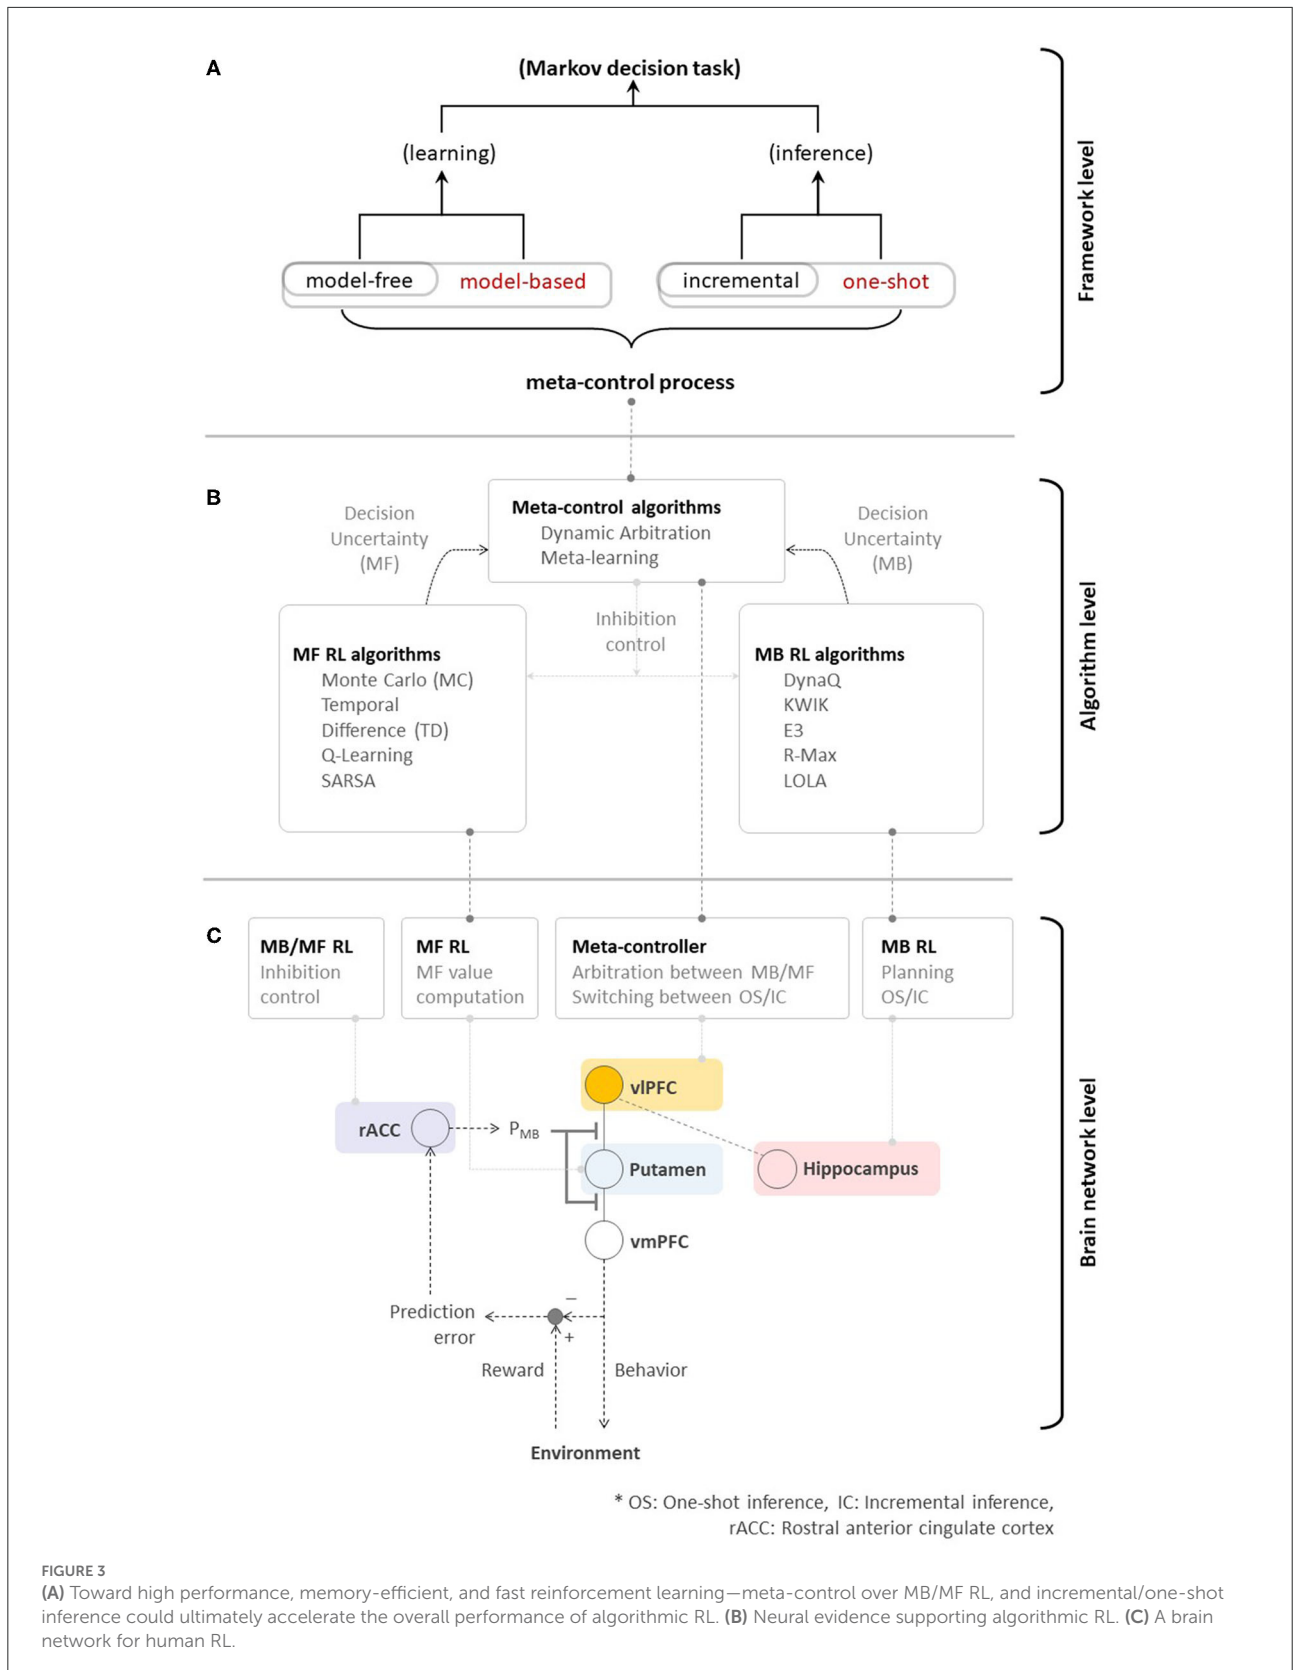 A
(Markov decision task)
(learning)
(inference)
model-free
model-based
incremental
one-shot
meta-control process
Framework level
B
Decision
Uncertainty
(MF)
Meta-control algorithms
Dynamic Arbitration
Meta-learning
Decision
Uncertainty
(MB)
Inhibition
control
MF RL algorithms
Monte Carlo (MC)
Temporal
Difference (TD)
Q-Learning
SARSA
MB RL algorithms
DynaQ
KWIK
E3
R-Max
LOLA
Algorithm level
C
MB/MF RL
Inhibition
control
MF RL
MF value
computation
Meta-controller
Arbitration between MB/MF
Switching between OS/IC
MB RL
Planning
OS/IC
vlPFC
rACC
PMB
Putamen
Hippocampus
vmPFC
Prediction
error
−
+
Reward
Behavior
Environment
Brain network level
* OS: One-shot inference, IC: Incremental inference,
rACC: Rostral anterior cingulate cortex
FIGURE 3
(A) Toward high performance, memory-efficient, and fast reinforcement learning—meta-control over MB/MF RL, and incremental/one-shot
inference could ultimately accelerate the overall performance of algorithmic RL. (B) Neural evidence supporting algorithmic RL. (C) A brain
network for human RL.